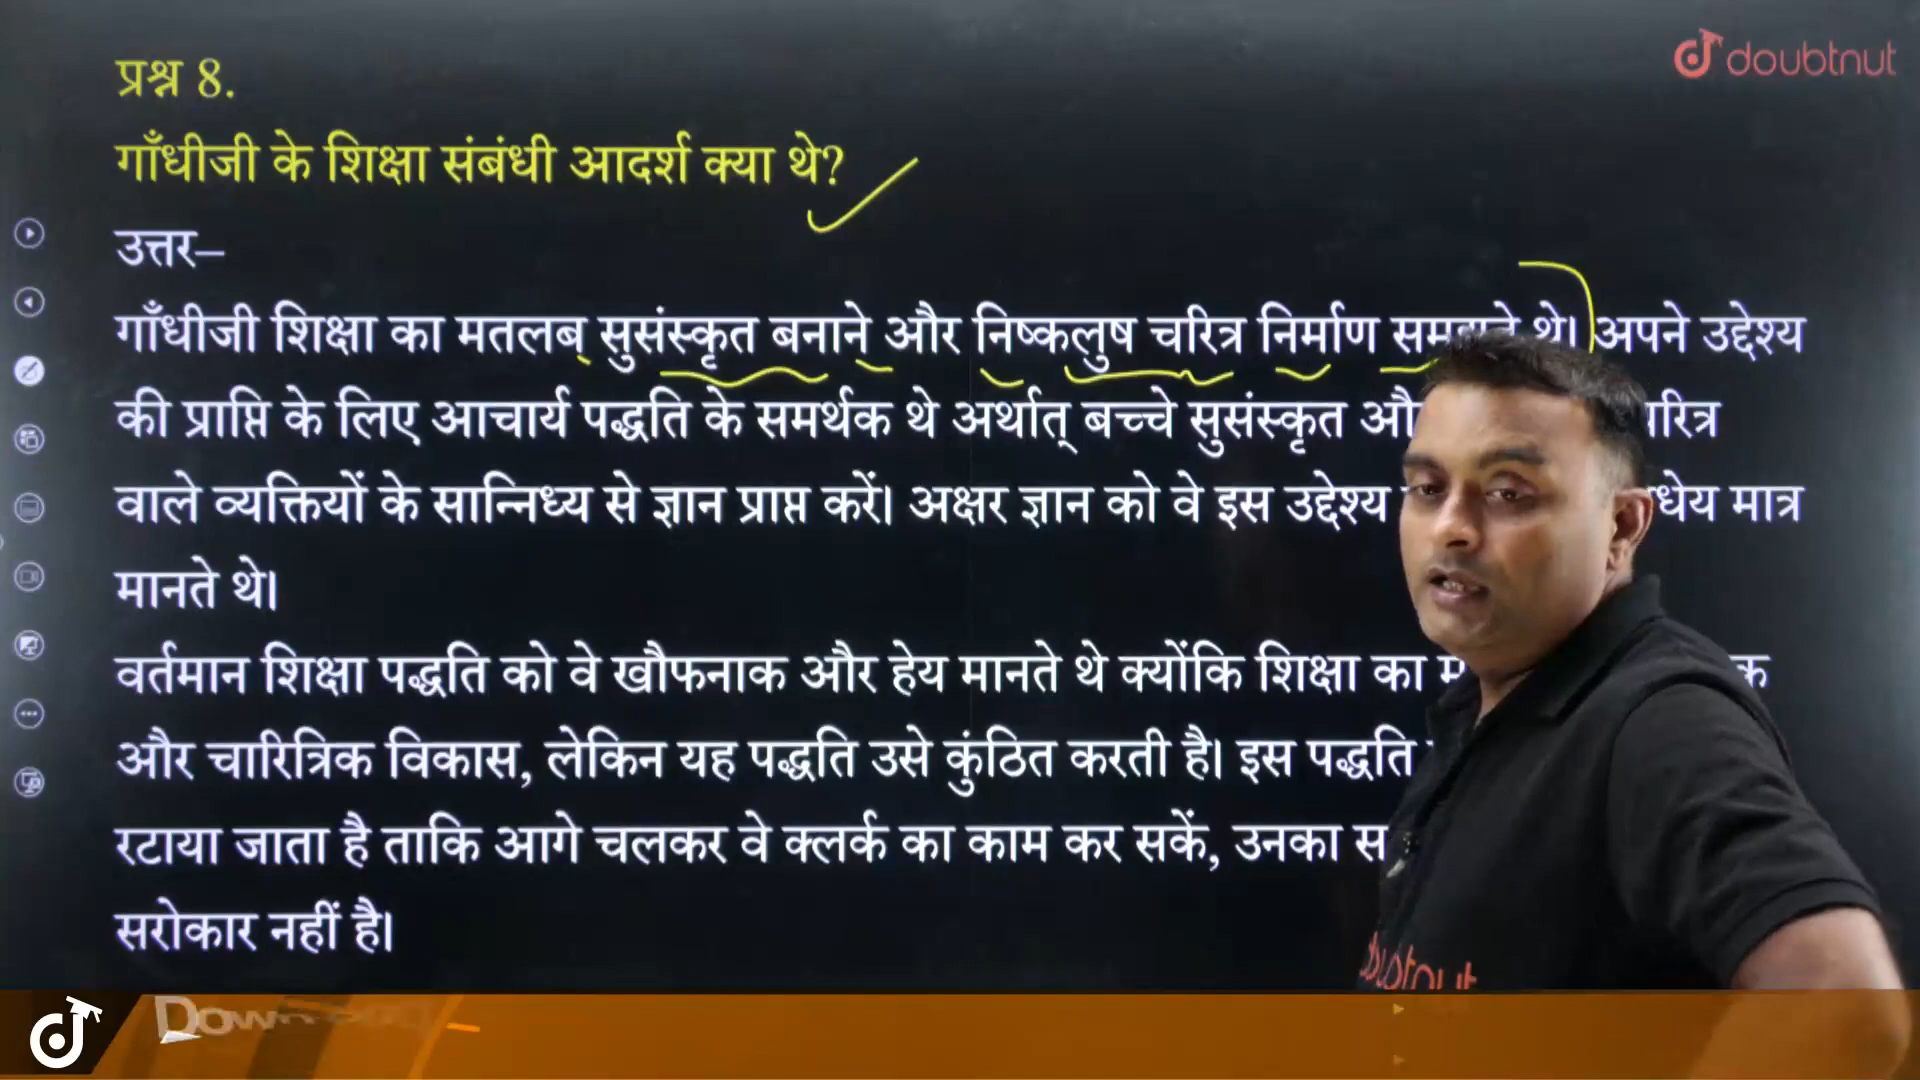 doubtnut
प्रश्न 8.
गाँधीजी के शिक्षा संबंधी आदर्श क्या थे?
उत्तर–
गाँधीजी शिक्षा का मतलब सुसंस्कृत बनाने और निष्कलुष चरित्र निर्माण समझते थे। अपने उद्देश्य
की प्राप्ति के लिए आचार्य पद्धति के समर्थक थे अर्थात् बच्चे सुसंस्कृत
वाले व्यक्तियों के सान्निध्य से ज्ञान प्राप्त करें। अक्षर ज्ञान को वे इस उद्देश्य मात्र
मानते थे।
वर्तमान शिक्षा पद्धति को वे खौफनाक और हेय मानते थे क्योंकि शिक्षा का
और चारित्रिक विकास, लेकिन यह पद्धति उसे कुंठित करती है। इस पद्धति
रटाया जाता है ताकि आगे चलकर वे क्लर्क का काम कर सकें, उनका
सरोकार नहीं है।
doubtnut